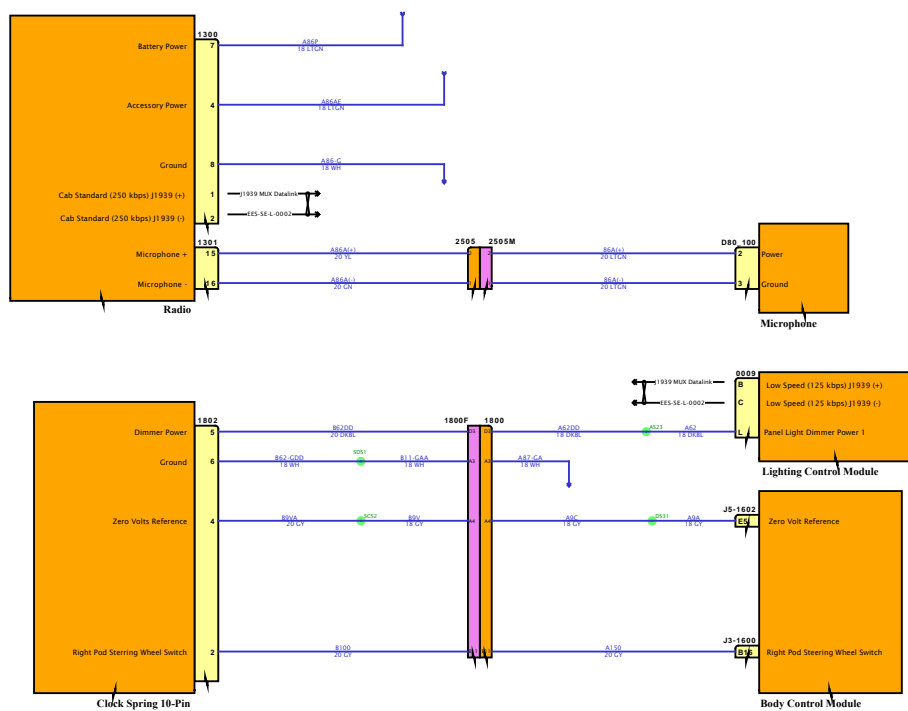 1300
Battery Power 7 A86P
18 LTGN
Accessory Power 4 A86AE
18 LTGN
Ground 8 A86-G
18 WH
Cab Standard (250 kbps) J1939 (+) 1 J1939 MUX Datalink
Cab Standard (250 kbps) J1939 (-) 2 EES-SE-L-0002
1301 2505 2505M D80_100
Microphone + 15 A86A(+) 2 2 86A(+) 2 Power
20 YL 20 LTGN
Microphone - 16 A86A(-) 86A(-) 3 Ground
20 GN 20 LTGN
Radio
Microphone
0009
J1939 MUX Datalink B Low Speed (125 kbps) J1939 (+)
EES-SE-L-0002 C Low Speed (125 kbps) J1939 (-)
1802 1800F 1800
Dimmer Power 5 B62DD D3 D3 A62DD AS23 A62 L Panel Light Dimmer Power 1
20 DKBL 18 DKBL 18 DKBL
Ground 6 B62-GDD SDS1 B11-GAA A3 A3 A87-GA
18 WH 18 WH 18 WH
Lighting Control Module
J5-1602
Zero Volts Reference 4 B9VA SCS2 B9V A4 A4 A9C DS31 A9A E5 Zero Volt Reference
20 GY 18 GY 18 GY 18 GY
J3-1600
Right Pod Sterring Wheel Switch 2 B100 A150 B16 Right Pod Steering Wheel Switch
20 GY 20 GY
Clock Spring 10-Pin
Body Control Module